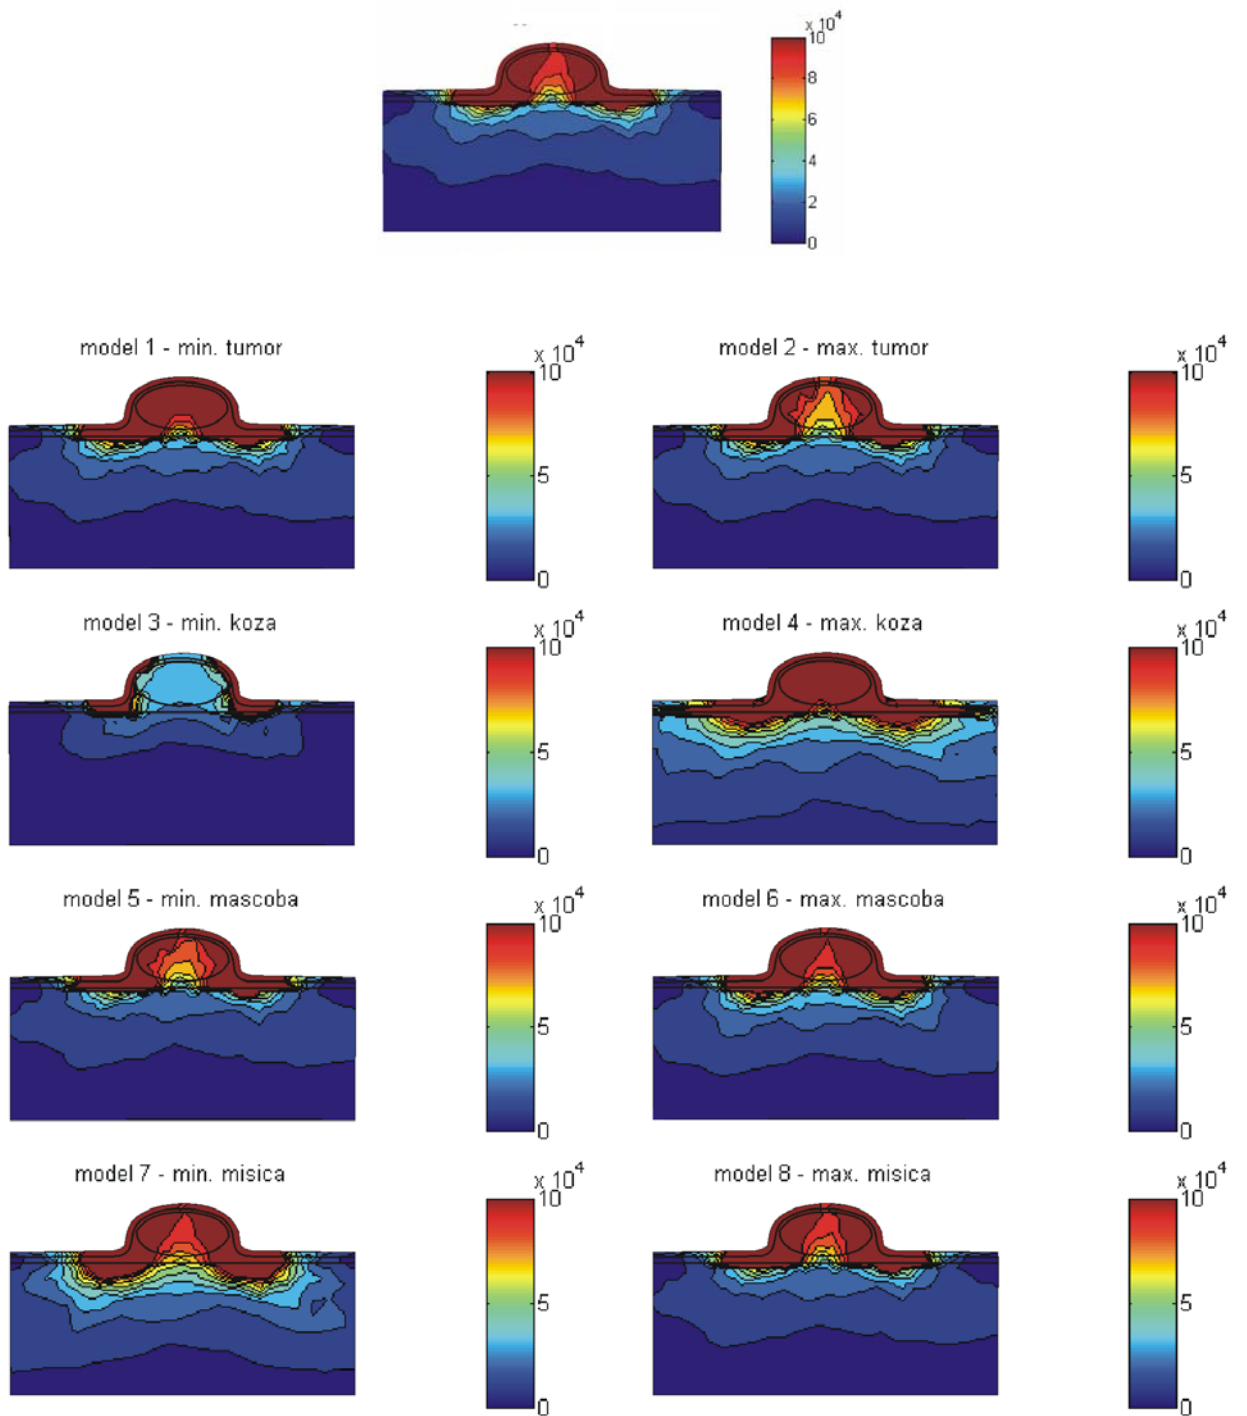 x 10⁴
10
8
6
4
2
0
model 1 - min. tumor
x 10⁴
10
5
0
model 2 - max. tumor
x 10⁴
10
5
0
model 3 - min. koza
x 10⁴
10
5
0
model 4 - max. koza
x 10⁴
10
5
0
model 5 - min. mascoba
x 10⁴
10
5
0
model 6 - max. mascoba
x 10⁴
10
5
0
model 7 - min. misica
x 10⁴
10
5
0
model 8 - max. misica
x 10⁴
10
5
0